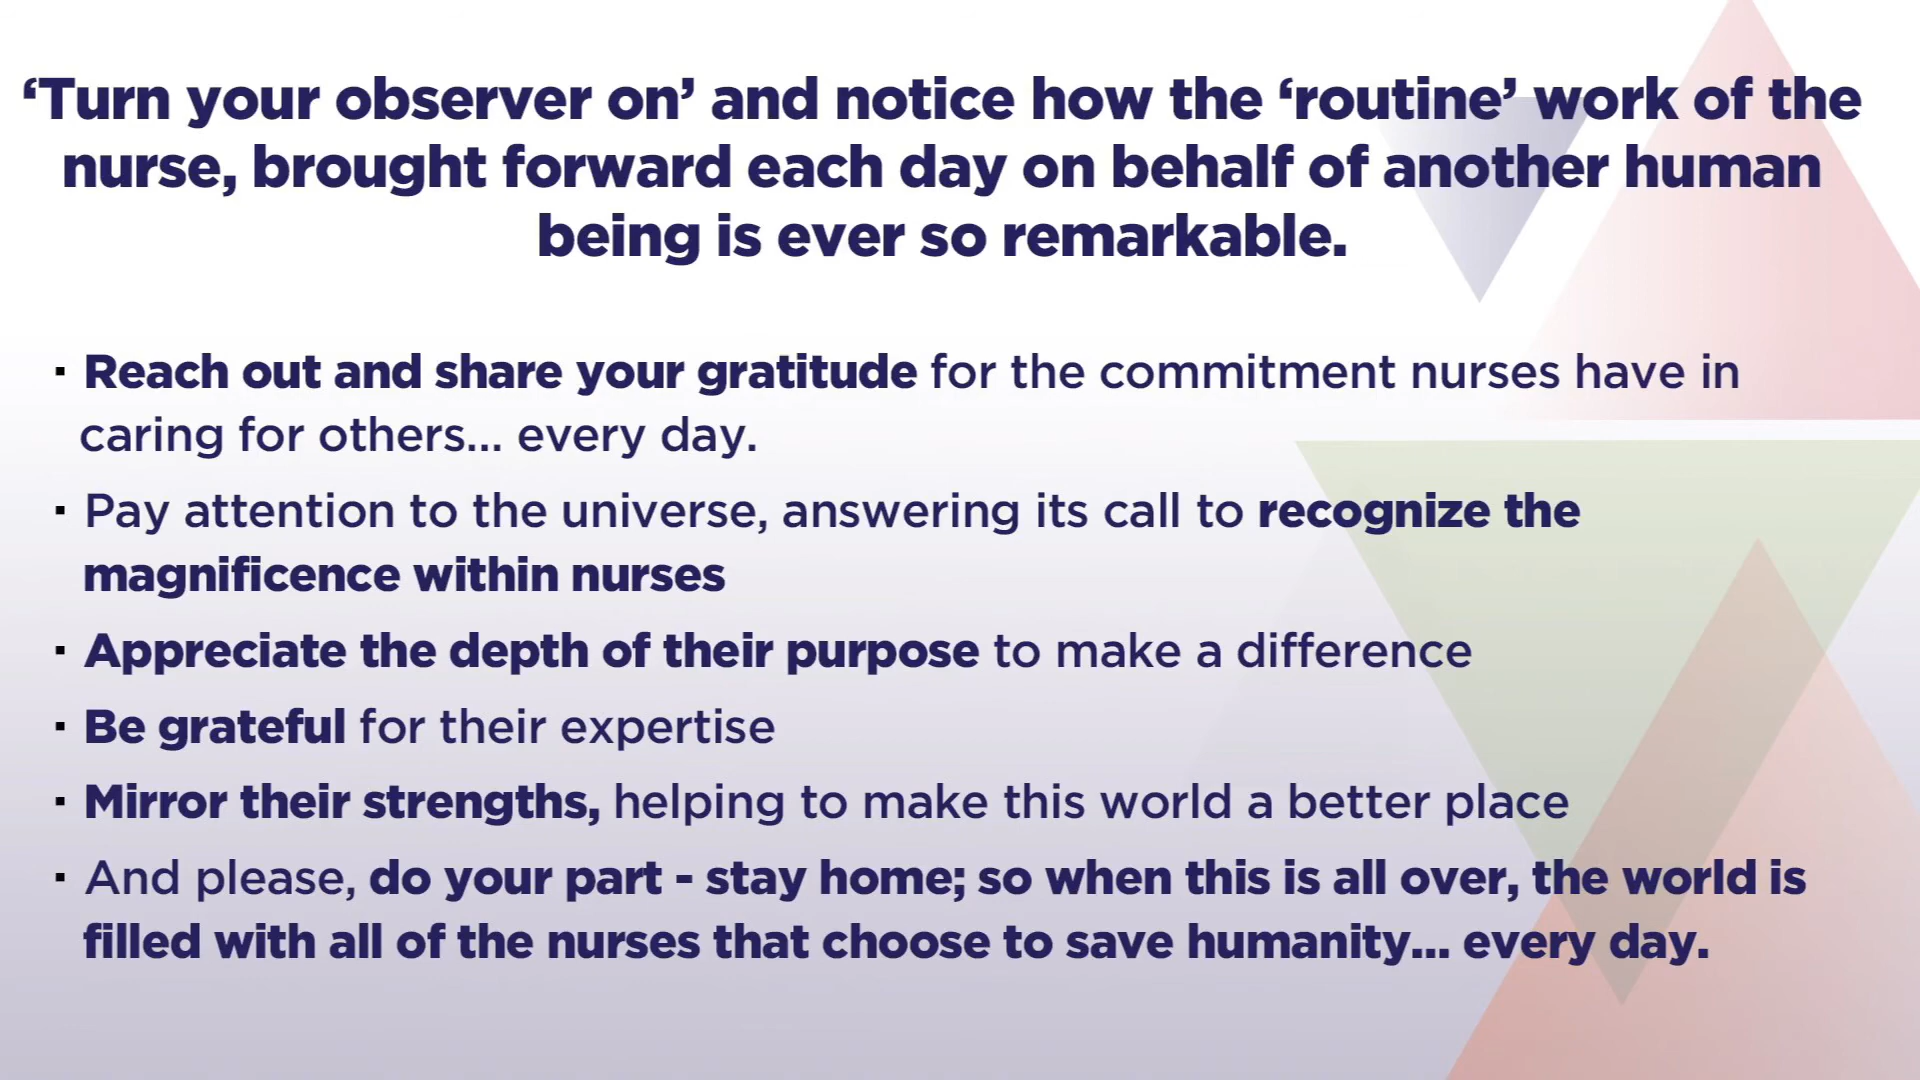 ‘Turn your observer on’ and notice how the ‘routine’ work of the
nurse, brought forward each day on behalf of another human
being is ever so remarkable.
▪ Reach out and share your gratitude for the commitment nurses have in
caring for others... every day.
▪ Pay attention to the universe, answering its call to recognize the
magnificence within nurses
▪ Appreciate the depth of their purpose to make a difference
▪ Be grateful for their expertise
▪ Mirror their strengths, helping to make this world a better place
▪ And please, do your part - stay home; so when this is all over, the world is
filled with all of the nurses that choose to save humanity... every day.